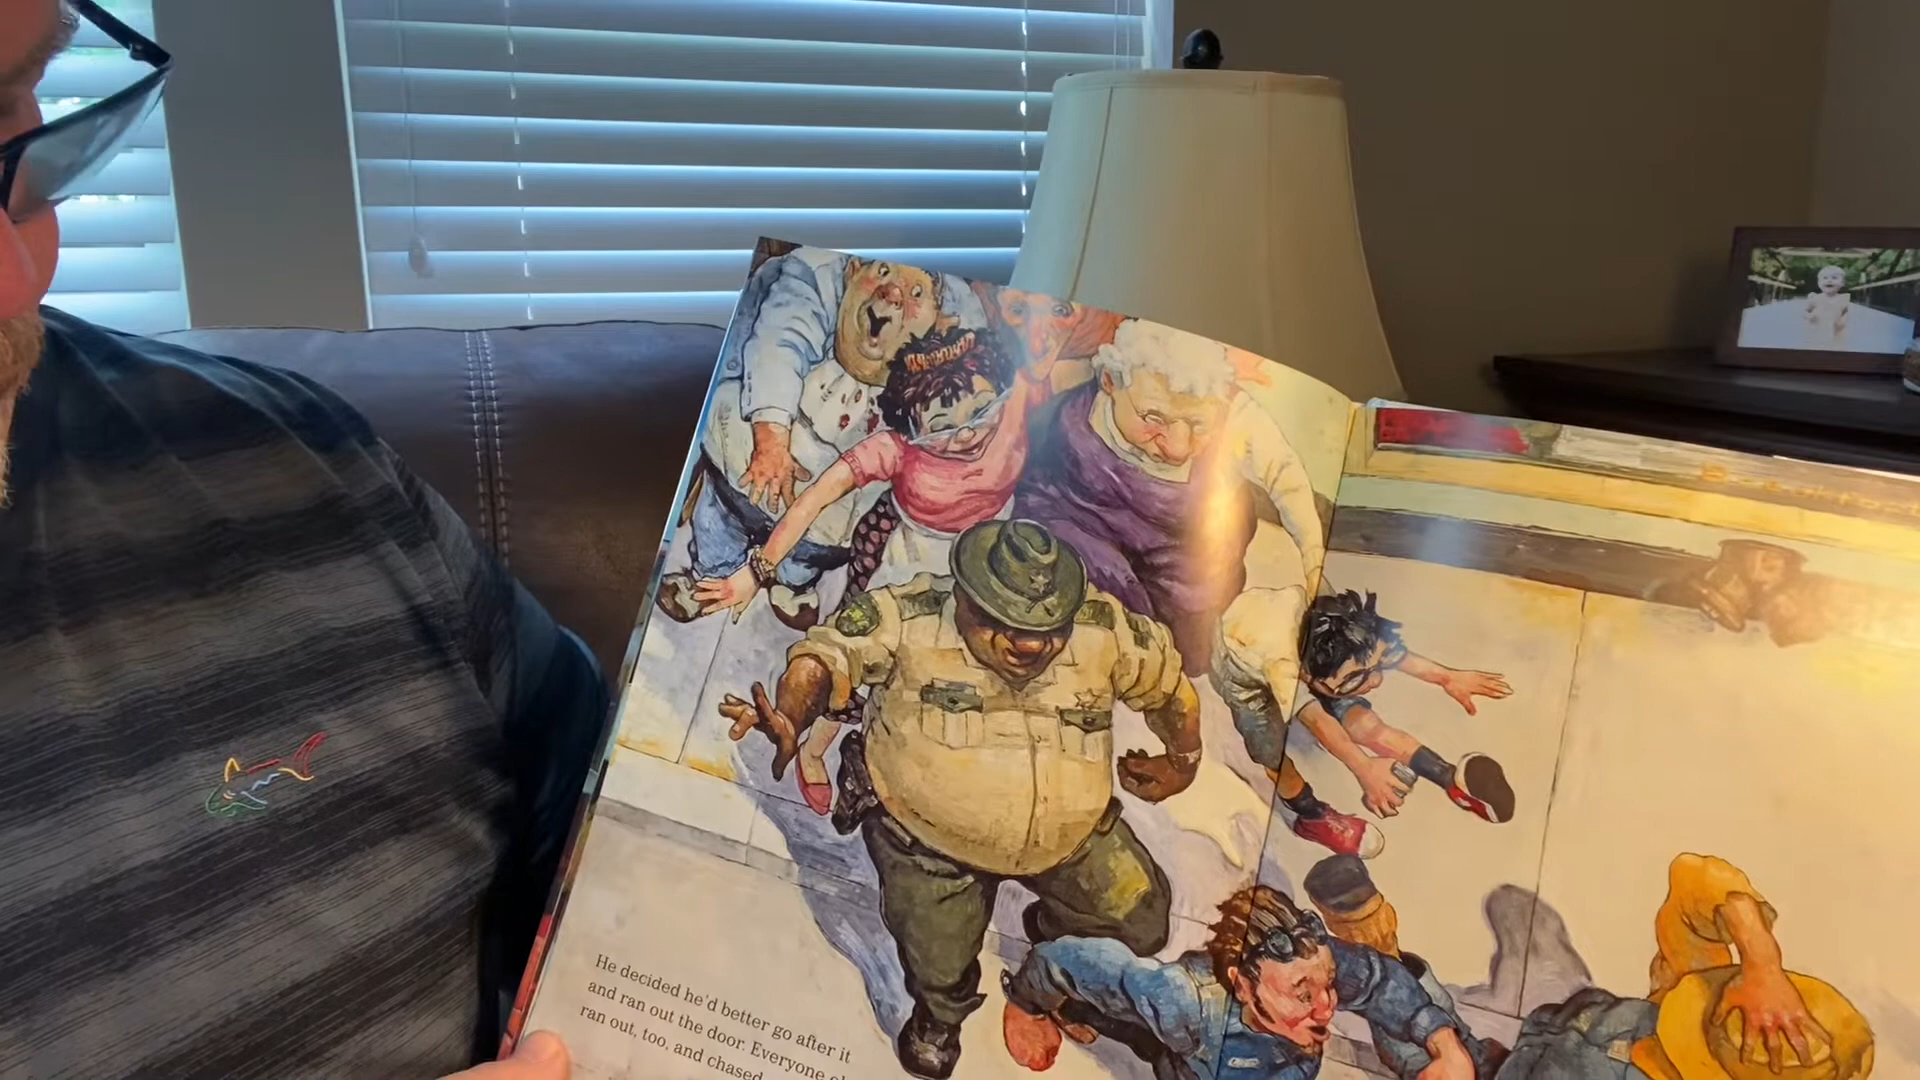 He decided he'd better go after it
and ran out the door. Everyone
ran out, too, and chased